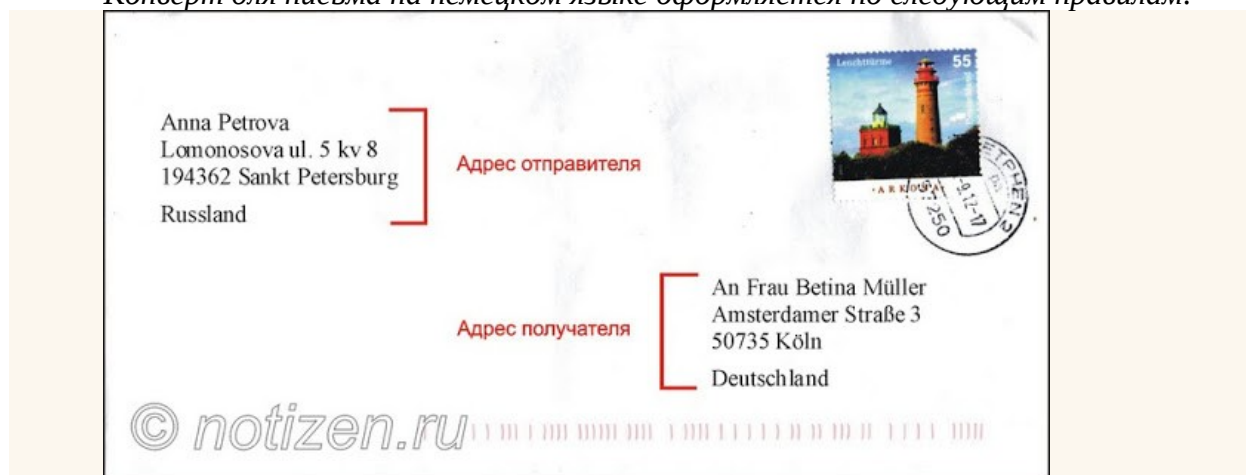 Конверт для письма на немецком языке оформляется по следующим правилам:
Leuchttürme 55
Anna Petrova
Lomonosova ul. 5 kv 8
194362 Sankt Petersburg
Russland
Адрес отправителя
·ARKONA·
An Frau Betina Müller
Amsterdamer Straße 3
50735 Köln
Deutschland
Адрес получателя
© notizen.ru